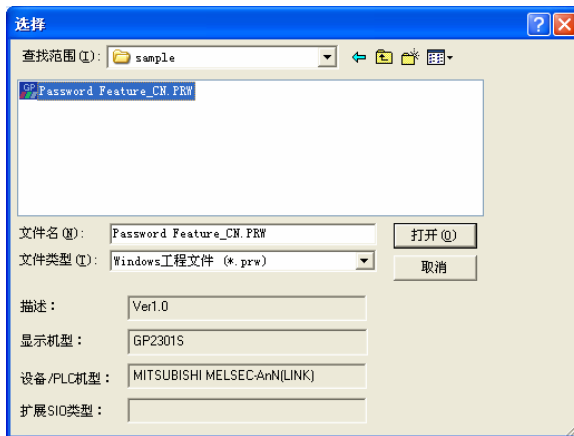 选择
查找范围(I): sample
GP Password Feature_CN.PRW
文件名(N): Password Feature_CN.PRW 打开(O)
文件类型(T): Windows工程文件 (*.prw) 取消
描述: Ver1.0
显示机型: GP2301S
设备/PLC机型: MITSUBISHI MELSEC-AnN(LINK)
扩展SIO类型: